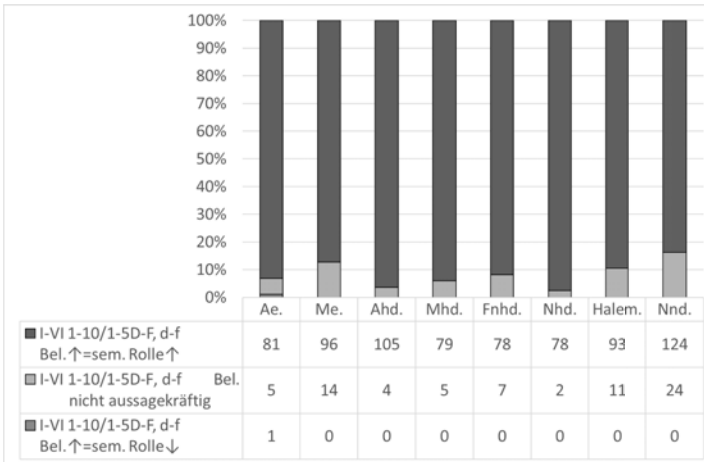 100%
90%
80%
70%
60%
50%
40%
30%
20%
10%
0%
Ae. Me. Ahd. Mhd. Fnhd. Nhd. Halem. Nnd.
I-VI 1-10/1-5D-F, d-f
Bel.↑=sem. Rolle↑ 81 96 105 79 78 78 93 124
I-VI 1-10/1-5D-F, d-f Bel.
nicht aussagekräftig 5 14 4 5 7 2 11 24
I-VI 1-10/1-5D-F, d-f
Bel.↑=sem. Rolle↓ 1 0 0 0 0 0 0 0